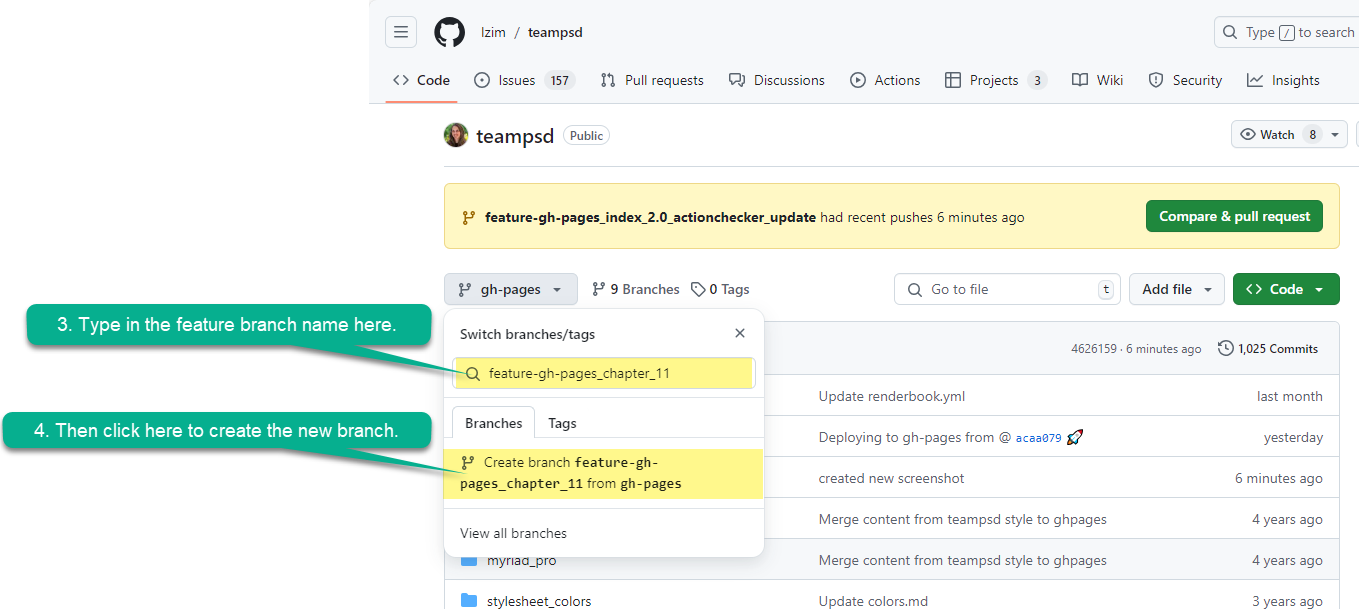 lzim / teampsd
Type / to search
Code
Issues 157
Pull requests
Discussions
Actions
Projects 3
Wiki
Security
Insights
teampsd Public
Watch 8
feature-gh-pages_index_2.0_actionchecker_update had recent pushes 6 minutes ago
Compare & pull request
gh-pages
9 Branches
0 Tags
Go to file t
Add file
Code
3. Type in the feature branch name here.
Switch branches/tags
feature-gh-pages_chapter_11
4. Then click here to create the new branch.
Branches
Tags
Create branch feature-gh-
pages_chapter_11 from gh-pages
View all branches
4626159 · 6 minutes ago
1,025 Commits
Update renderbook.yml
last month
Deploying to gh-pages from @ acaa079 🚀
yesterday
created new screenshot
6 minutes ago
Merge content from teampsd style to ghpages
4 years ago
myriad_pro
Merge content from teampsd style to ghpages
4 years ago
stylesheet_colors
Update colors.md
3 years ago